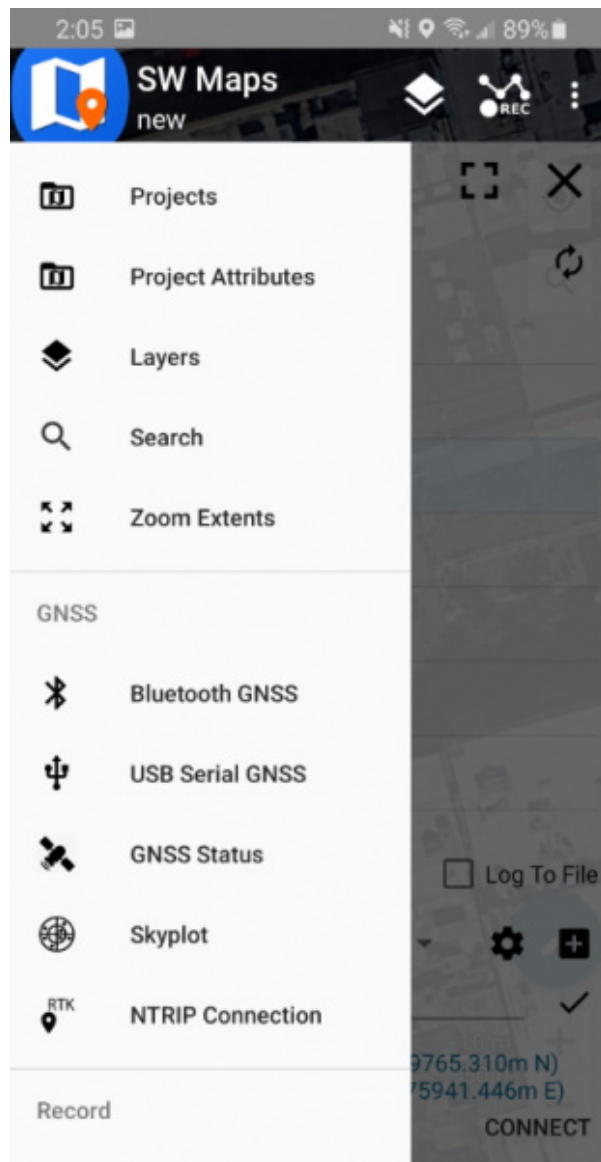 2:05 89%
SW Maps
new
REC
Projects
Project Attributes
Layers
Search
Zoom Extents
GNSS
Bluetooth GNSS
USB Serial GNSS
GNSS Status
Log To File
Skyplot
RTK
NTRIP Connection
10m
9765.310m N)
75941.446m E)
Record
CONNECT